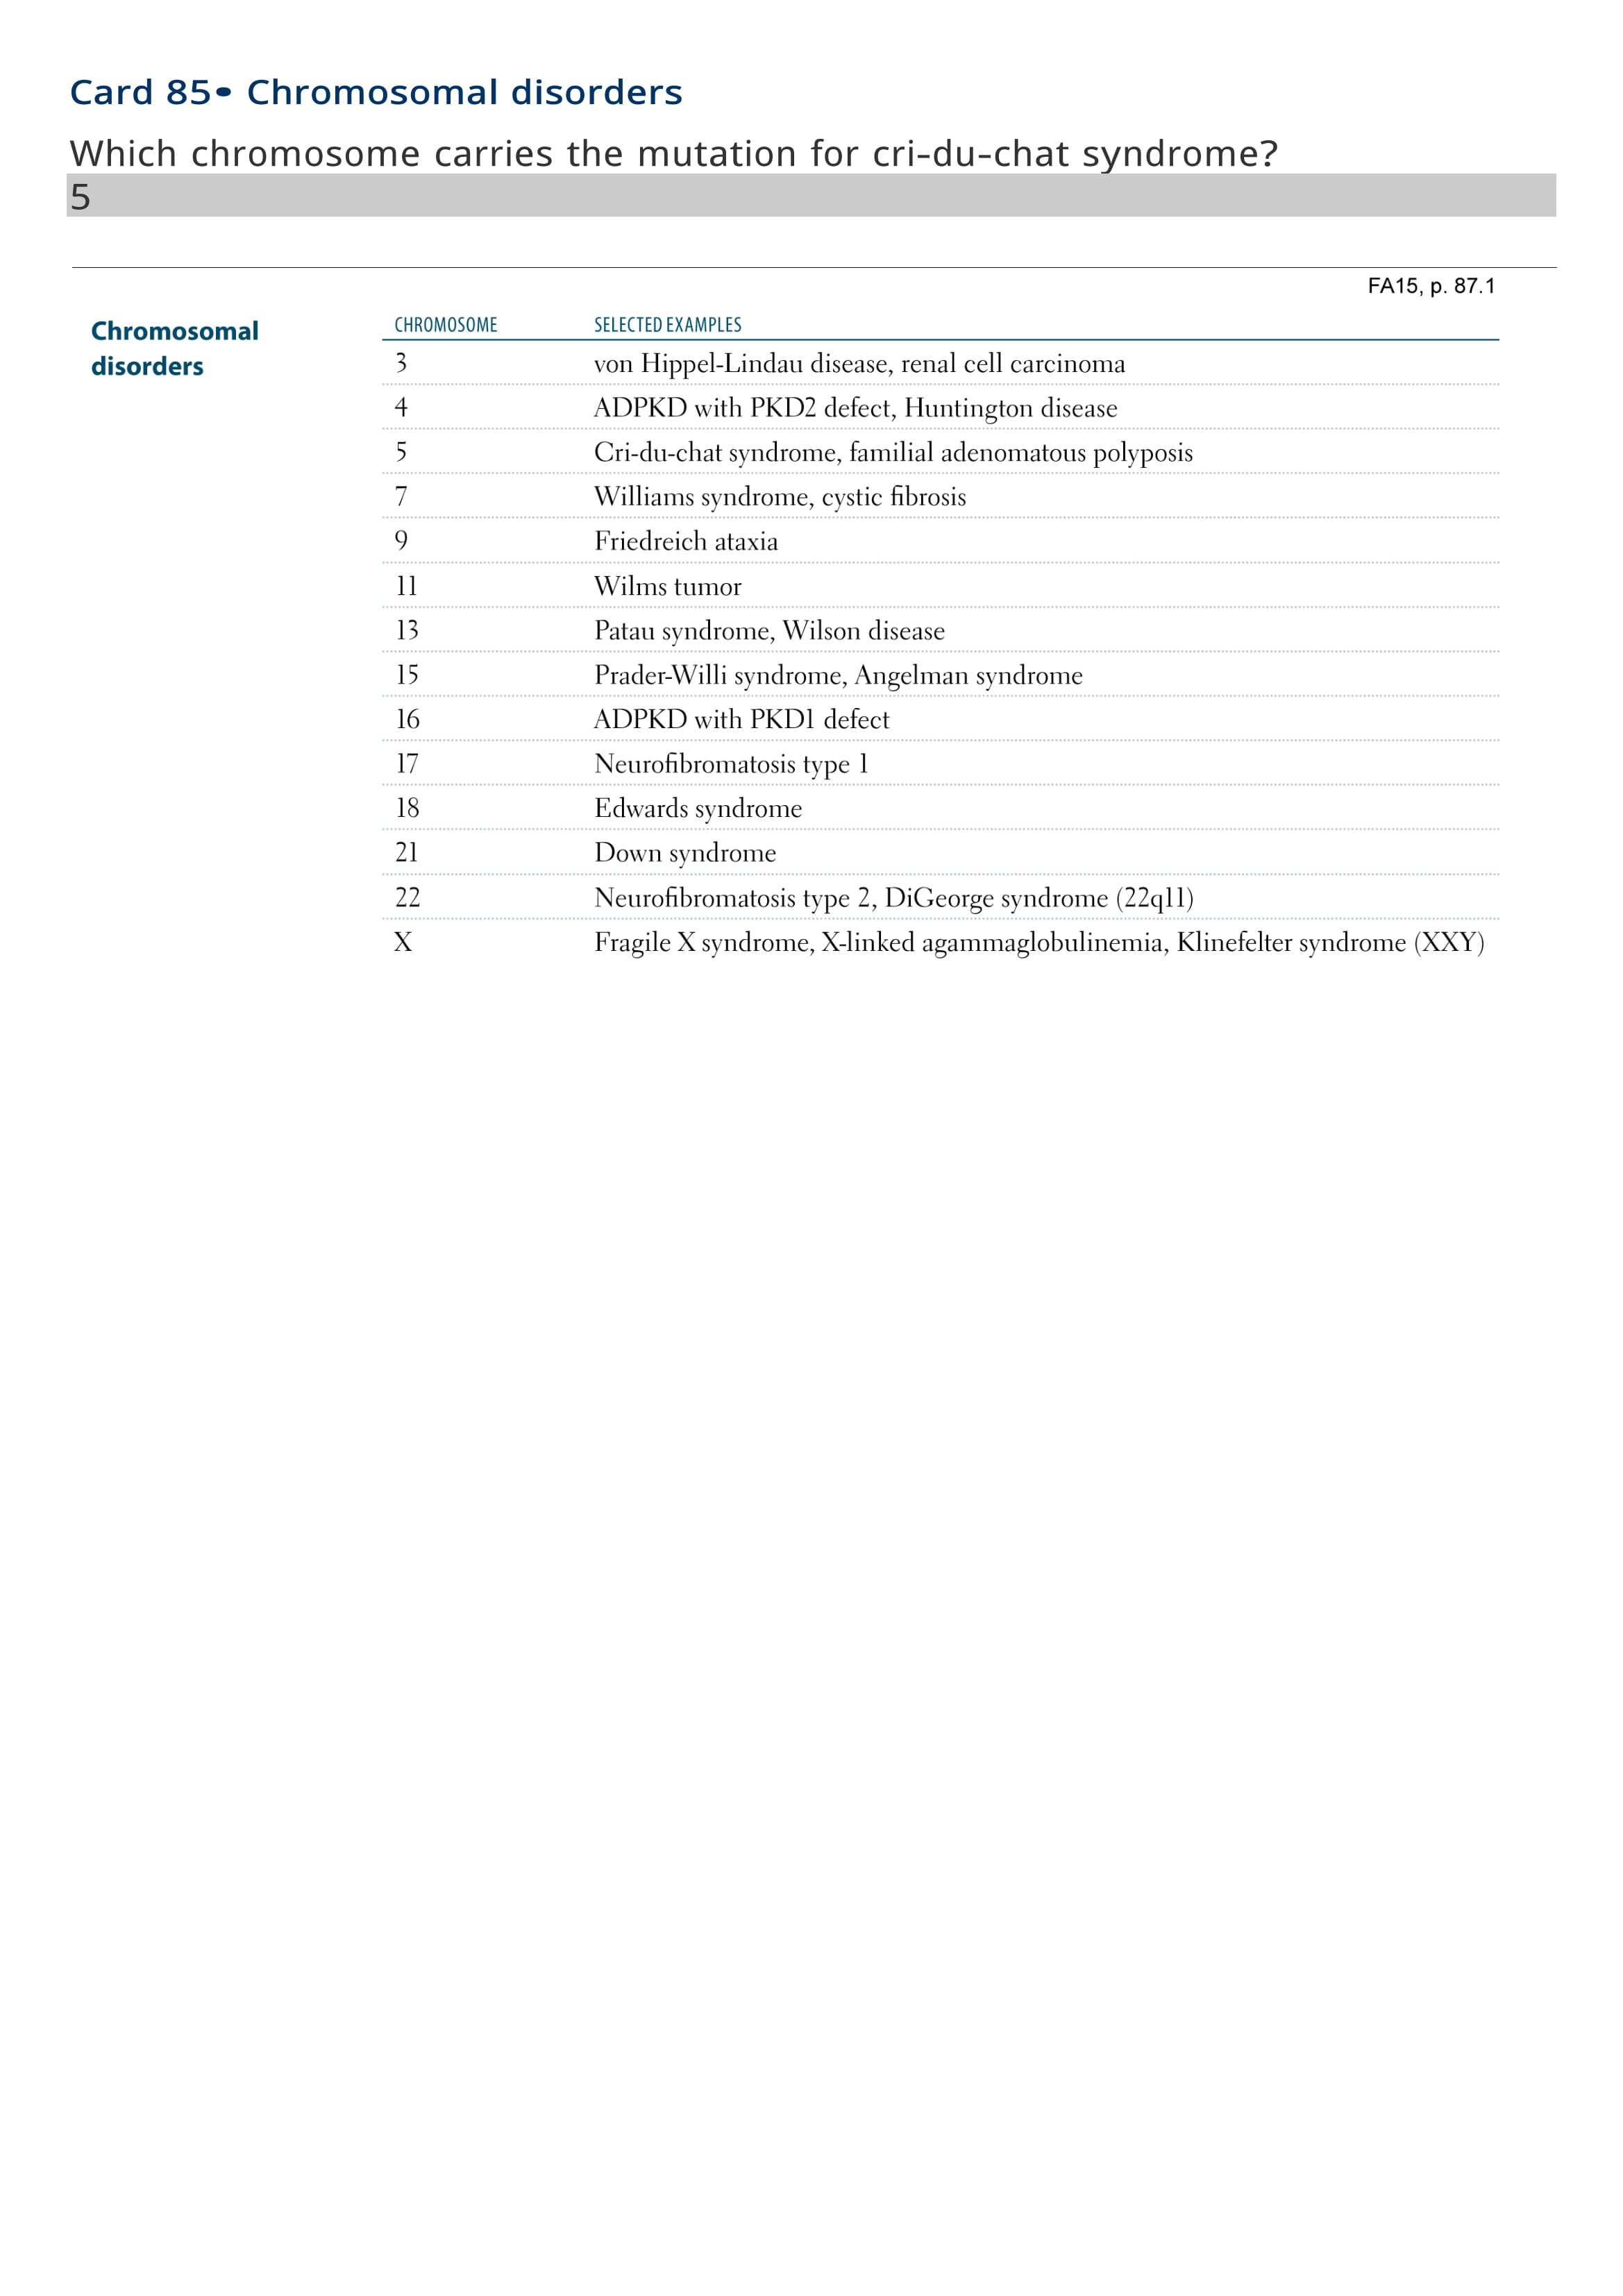 Card 85• Chromosomal disorders
Which chromosome carries the mutation for cri-du-chat syndrome?
5
FA15, p. 87.1
Chromosomal
disorders
CHROMOSOME SELECTED EXAMPLES
3 von Hippel-Lindau disease, renal cell carcinoma
4 ADPKD with PKD2 defect, Huntington disease
5 Cri-du-chat syndrome, familial adenomatous polyposis
7 Williams syndrome, cystic fibrosis
9 Friedreich ataxia
11 Wilms tumor
13 Patau syndrome, Wilson disease
15 Prader-Willi syndrome, Angelman syndrome
16 ADPKD with PKD1 defect
17 Neurofibromatosis type 1
18 Edwards syndrome
21 Down syndrome
22 Neurofibromatosis type 2, DiGeorge syndrome (22q11)
X Fragile X syndrome, X-linked agammaglobulinemia, Klinefelter syndrome (XXY)